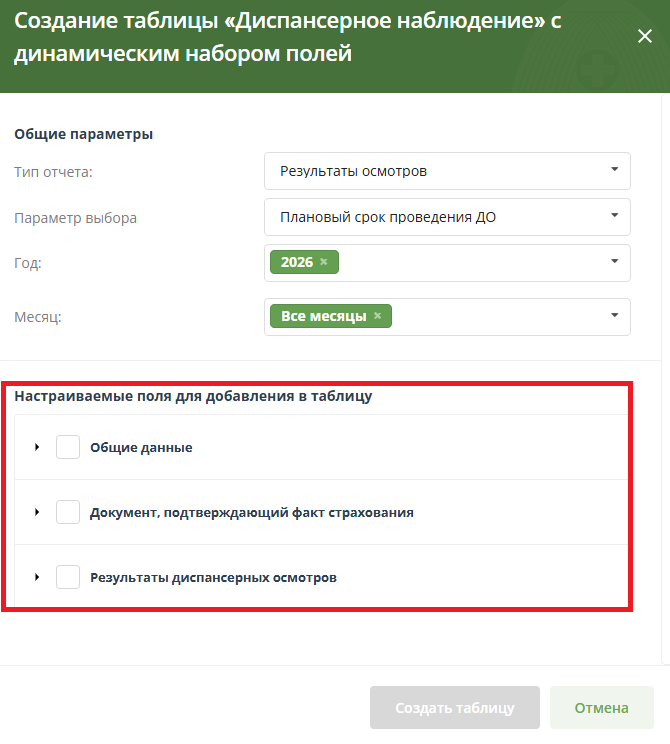 Создание таблицы «Диспансерное наблюдение» с
динамическим набором полей
Общие параметры
Тип отчета:
Результаты осмотров
Параметр выбора
Плановый срок проведения ДО
Год:
2026 ×
Месяц:
Все месяцы ×
Настраиваемые поля для добавления в таблицу
Общие данные
Документ, подтверждающий факт страхования
Результаты диспансерных осмотров
Создать таблицу
Отмена